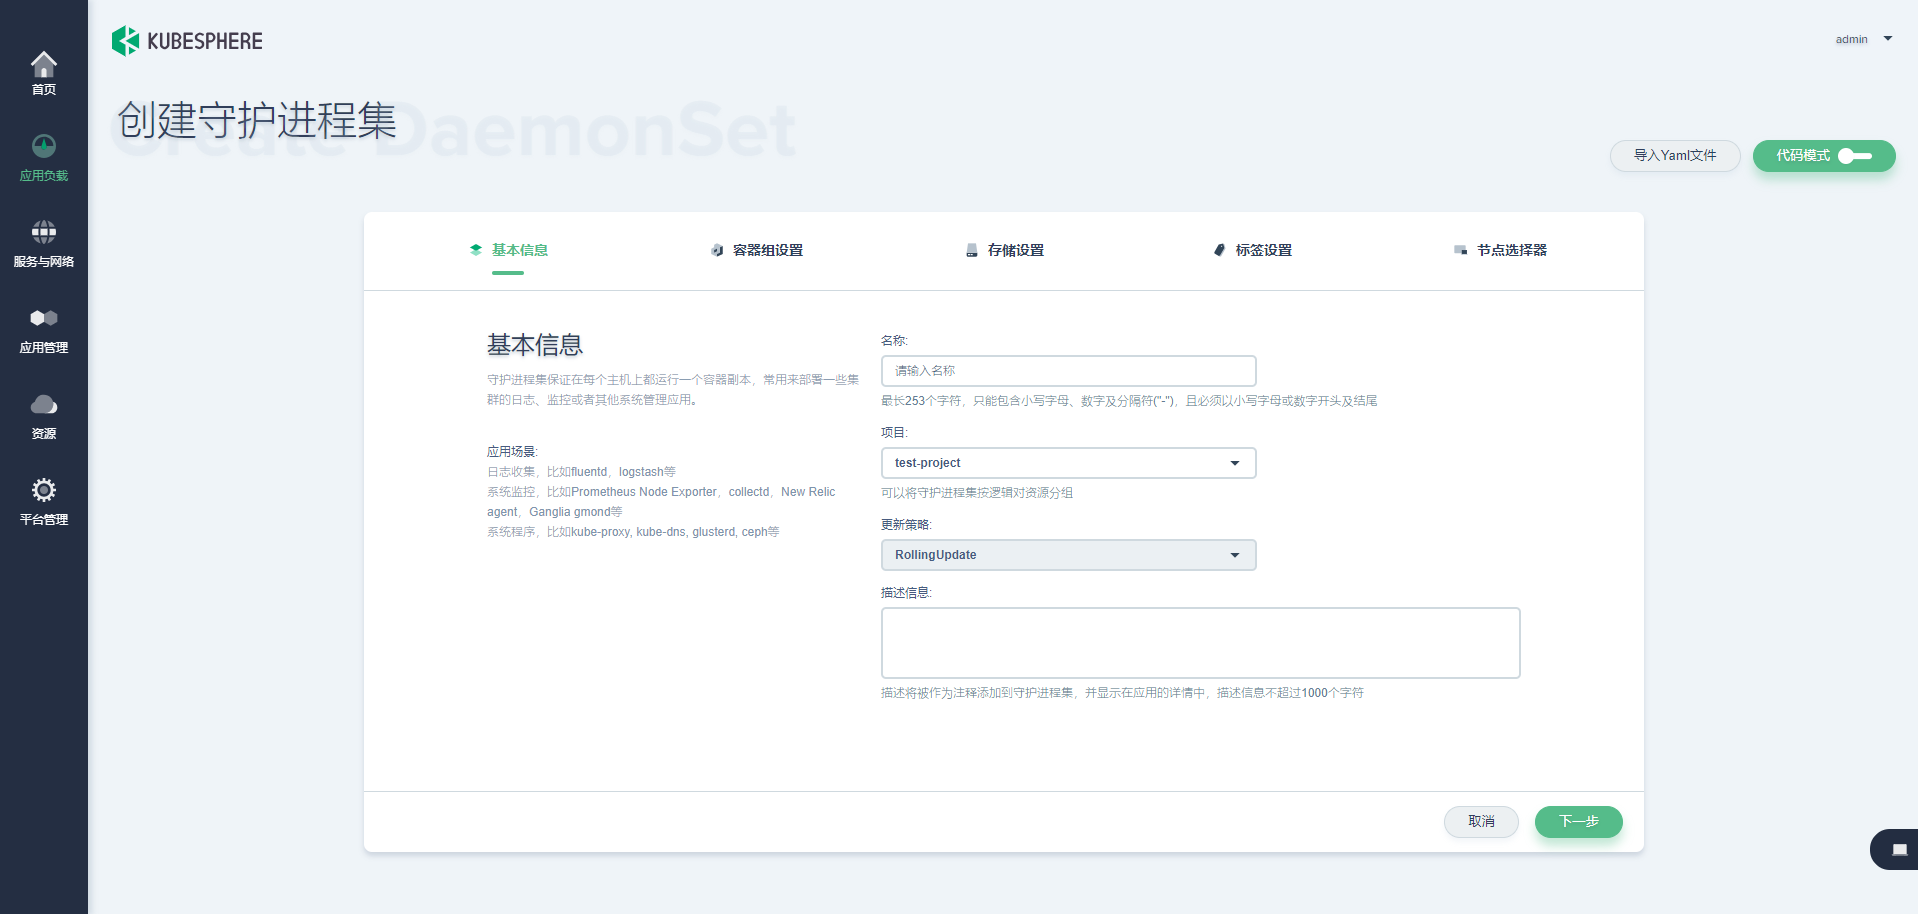 KUBESPHERE
admin
首页
应用负载
服务与网络
应用管理
资源
平台管理
创建守护进程集
Create DaemonSet
导入Yaml文件
代码模式
基本信息
容器组设置
存储设置
标签设置
节点选择器
基本信息
守护进程集保证在每个主机上都运行一个容器副本，常用来部署一些集
群的日志、监控或者其他系统管理应用。
应用场景:
日志收集，比如fluentd，logstash等
系统监控，比如Prometheus Node Exporter，collectd，New Relic
agent，Ganglia gmond等
系统程序，比如kube-proxy, kube-dns, glusterd, ceph等
名称:
请输入名称
最长253个字符，只能包含小写字母、数字及分隔符("-")，且必须以小写字母或数字开头及结尾
项目:
test-project
可以将守护进程集按逻辑对资源分组
更新策略:
RollingUpdate
描述信息:
描述将被作为注释添加到守护进程集，并显示在应用的详情中，描述信息不超过1000个字符
取消
下一步